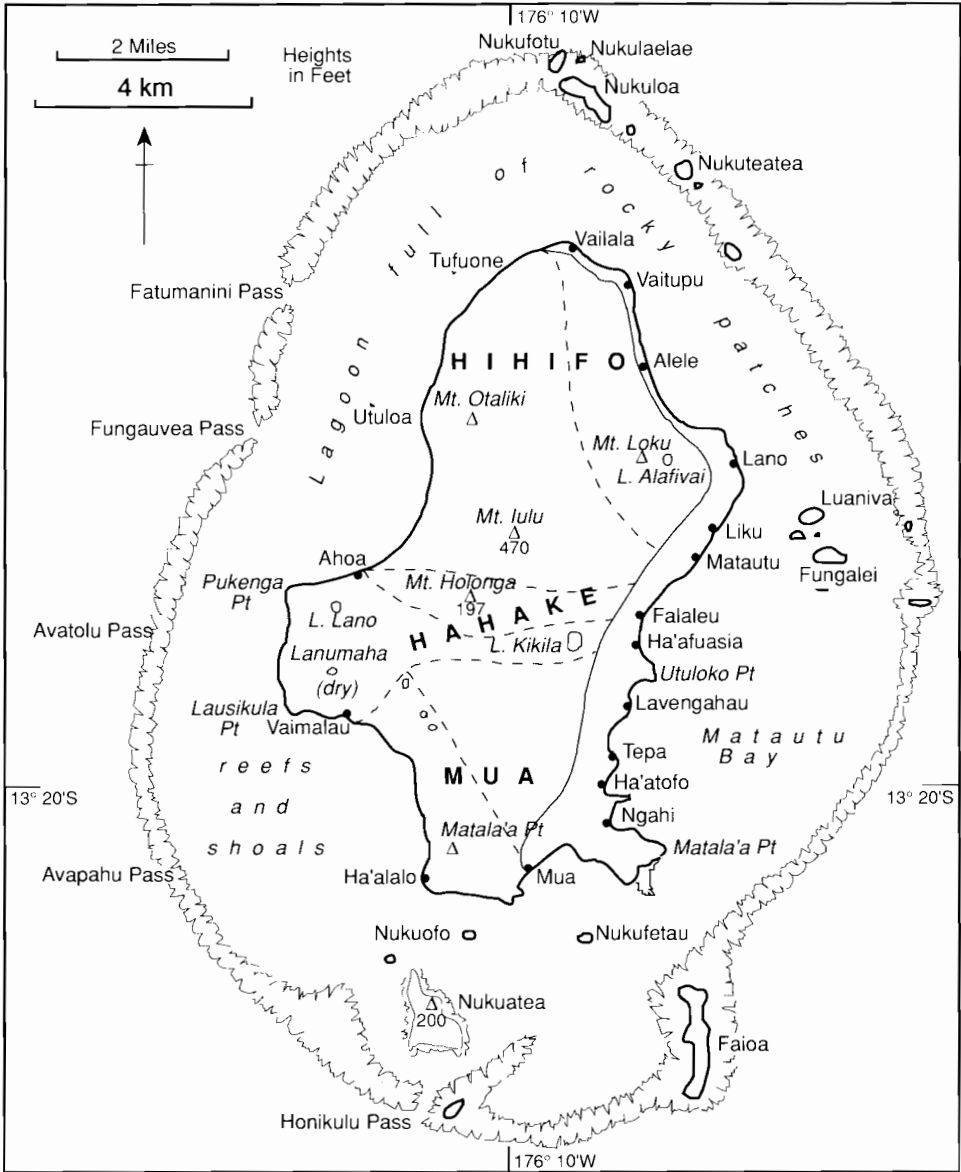 176° 10'W
2 Miles
4 km
Heights
in Feet
Nukufotu
Nukulaelae
Nukuloa
Nukuteatea
Lagoon full of rocky patches
Vailala
Tufuone
Vaitupu
Fatumanini Pass
HIHIFO
Alele
Mt. Otaliki
Utuloa
Fungauvea Pass
Mt. Loku
L. Alafivai
Lano
Luaniva
Mt. Iulu
470
Liku
Ahoa
Matautu
Fungalei
Pukenga
Pt
Mt. Holonga
197
HAHAKE
L. Lano
Falaleu
Avatolu Pass
Ha'afuasia
L. Kikila
Lanumaha
(dry)
Utuloko Pt
Lausikula
Pt
Vaimalau
Lavengahau
Matautu
Bay
reefs
and
shoals
Tepa
MUA
Ha'atofo
13° 20'S
13° 20'S
Ngahi
Matala'a Pt
Matala'a Pt
Avapahu Pass
Ha'alalo
Mua
Nukuofo
Nukufetau
Nukuatea
200
Faioa
Honikulu Pass
176° 10'W